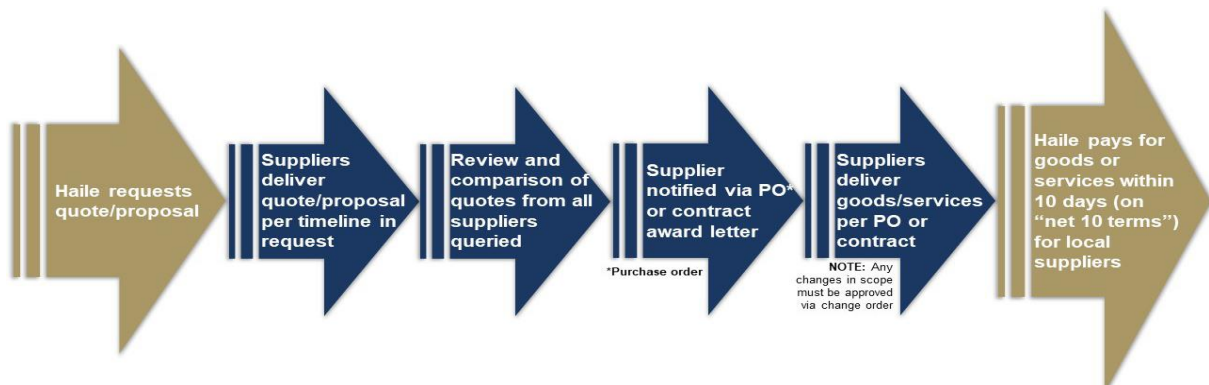 Haile requests
quote/proposal
Suppliers
deliver
quote/proposal
per timeline in
request
Review and
comparison of
quotes from all
suppliers
queried
Supplier
notified via PO*
or contract
award letter
*Purchase order
Suppliers
deliver
goods/services
per PO or
contract
NOTE: Any
changes in scope
must be approved
via change order
Haile pays for
goods or
services within
10 days (on
“net 10 terms”)
for local
suppliers